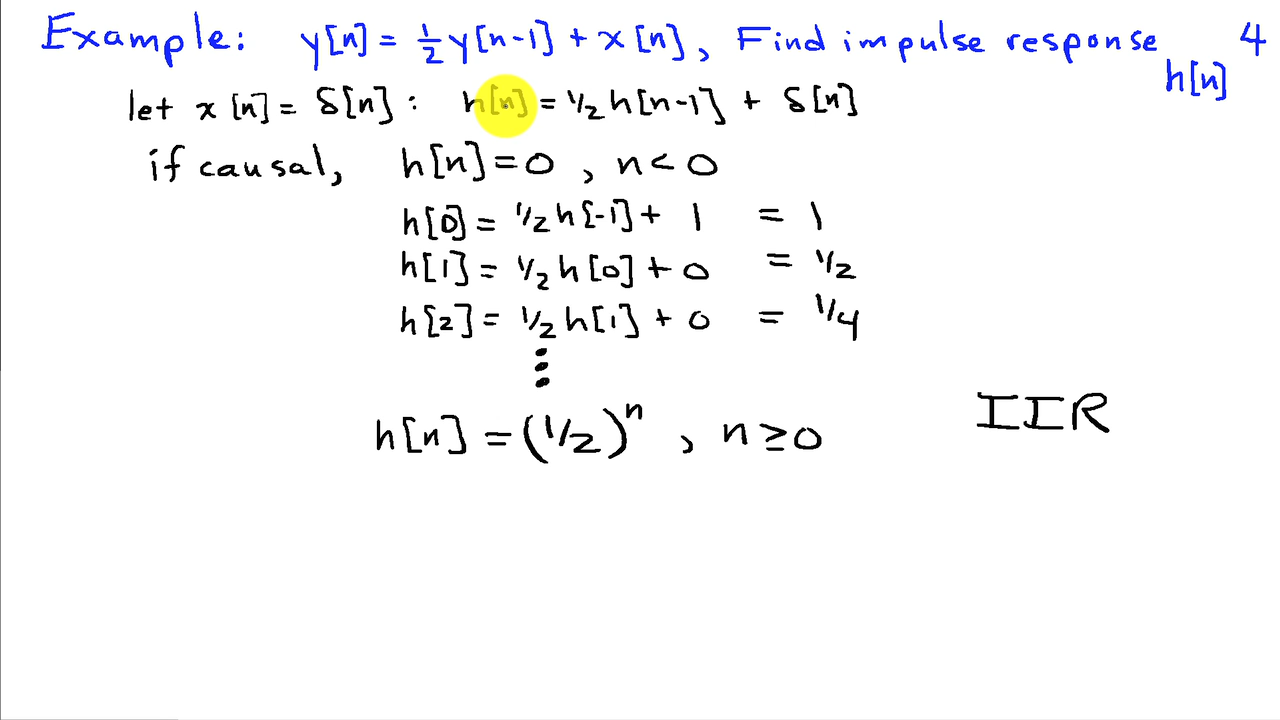 Example: y[n] = 1/2 y[n-1] + x[n], Find impulse response h[n] 4
let x[n] = δ[n] : h[n] = 1/2 h[n-1] + δ[n]
if causal, h[n] = 0 , n < 0
h[0] = 1/2 h[-1] + 1 = 1
h[1] = 1/2 h[0] + 0 = 1/2
h[2] = 1/2 h[1] + 0 = 1/4
⋮
h[n] = (1/2)^n , n ≥ 0 IIR